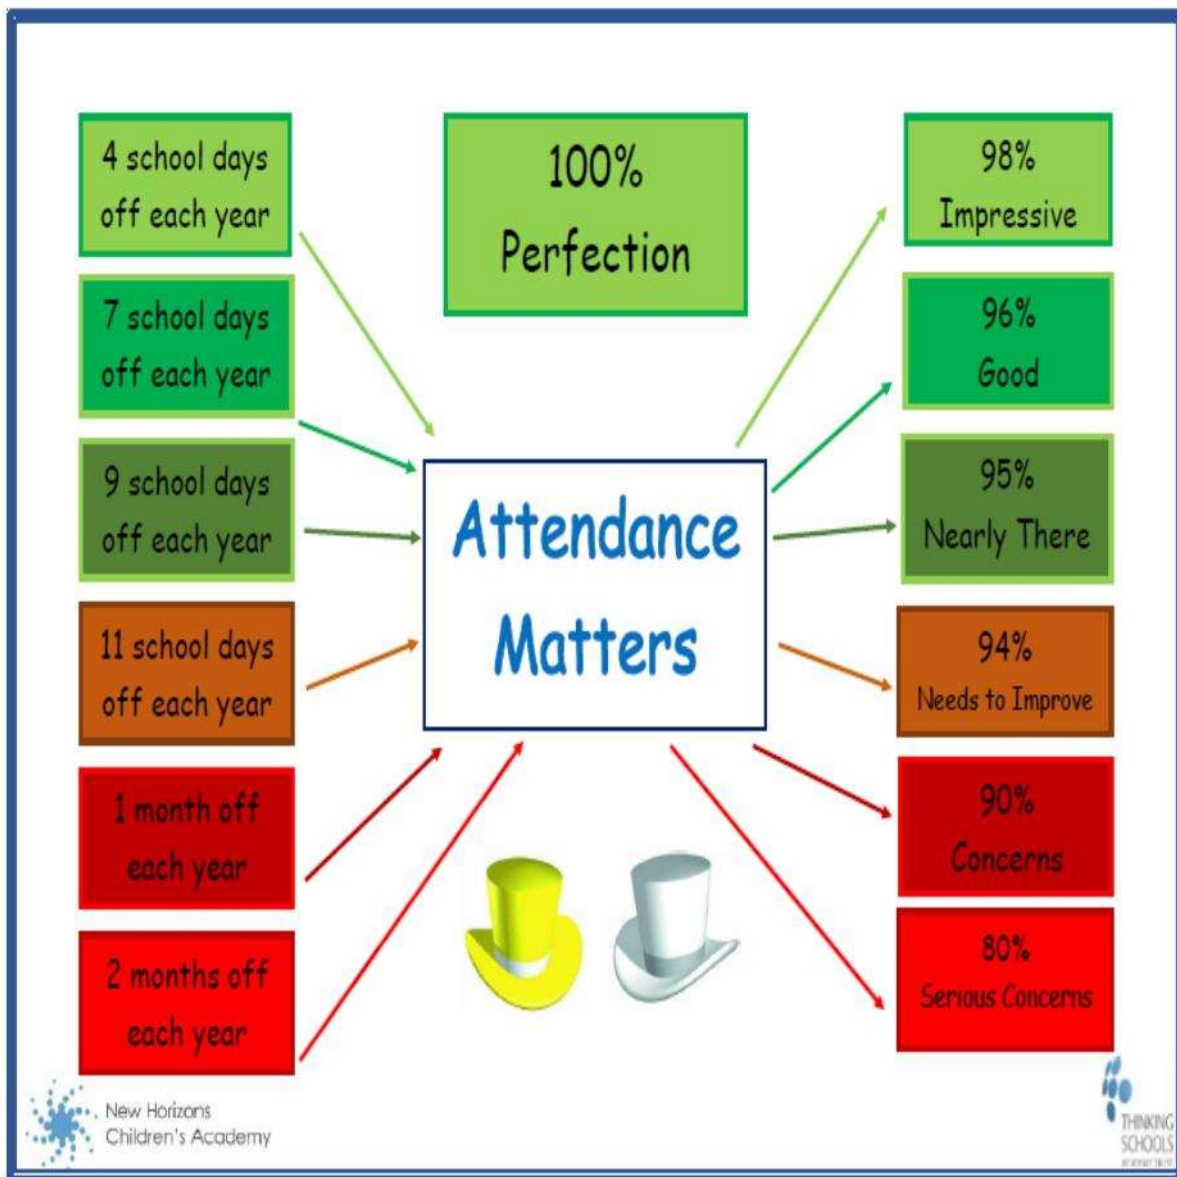 4 school days
off each year
7 school days
off each year
9 school days
off each year
11 school days
off each year
1 month off
each year
2 months off
each year
100%
Perfection
Attendance
Matters
98%
Impressive
96%
Good
95%
Nearly There
94%
Needs to Improve
90%
Concerns
80%
Serious Concerns
New Horizons
Children's Academy
THINKING
SCHOOLS
ACADEMY TRUST